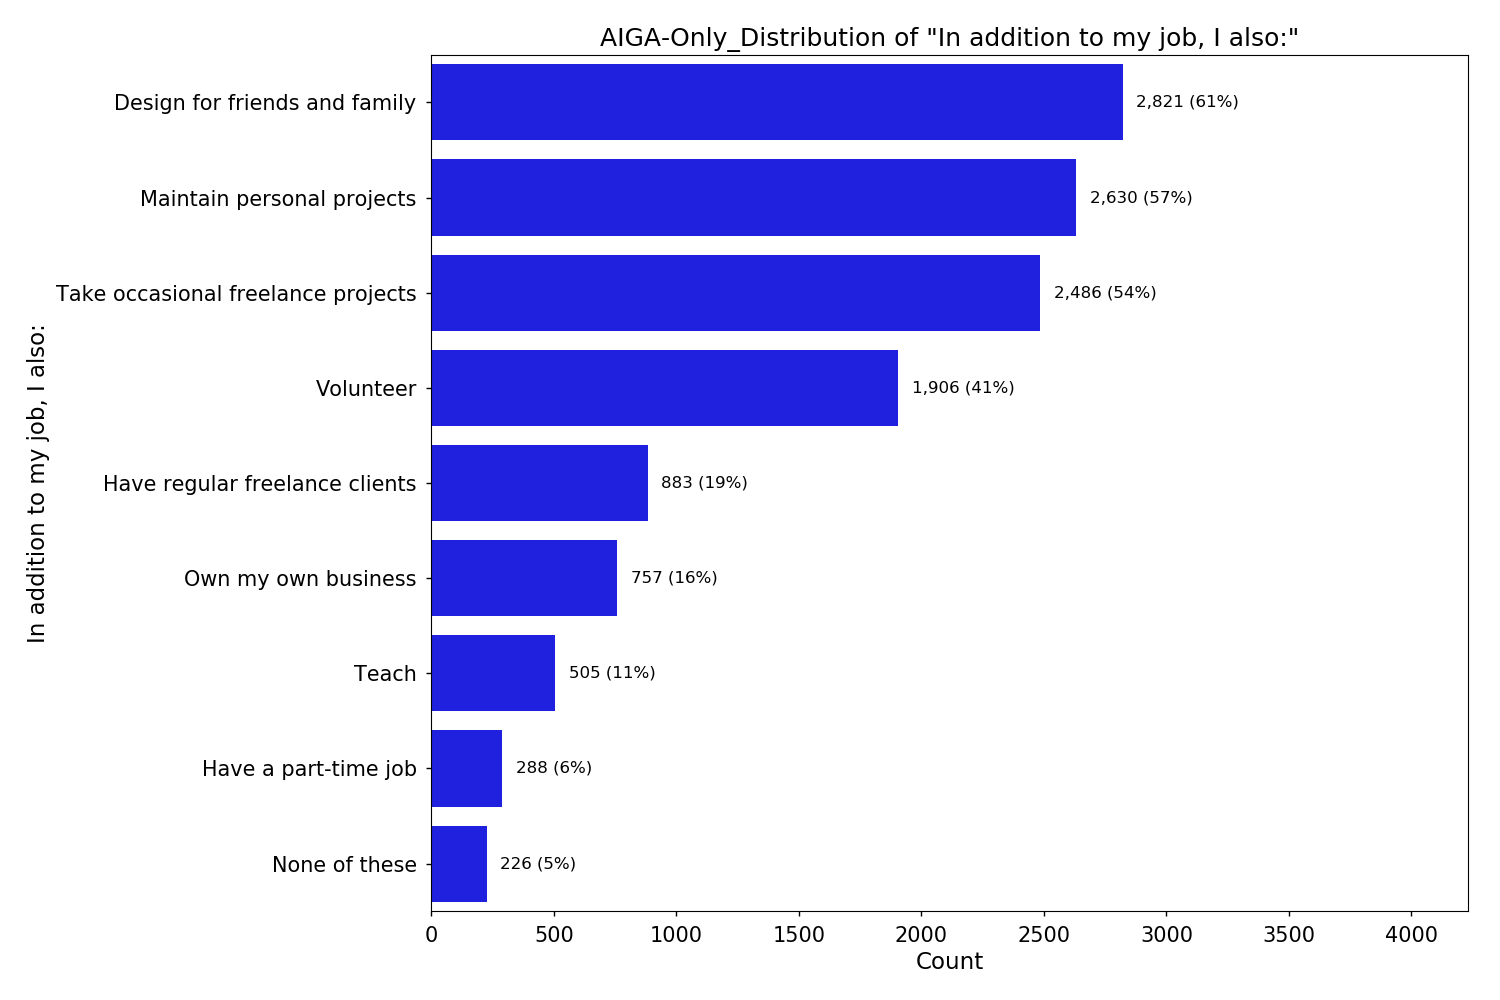 AIGA-Only_Distribution of "In addition to my job, I also:"
In addition to my job, I also:
Design for friends and family
2,821 (61%)
Maintain personal projects
2,630 (57%)
Take occasional freelance projects
2,486 (54%)
Volunteer
1,906 (41%)
Have regular freelance clients
883 (19%)
Own my own business
757 (16%)
Teach
505 (11%)
Have a part-time job
288 (6%)
None of these
226 (5%)
0 500 1000 1500 2000 2500 3000 3500 4000
Count